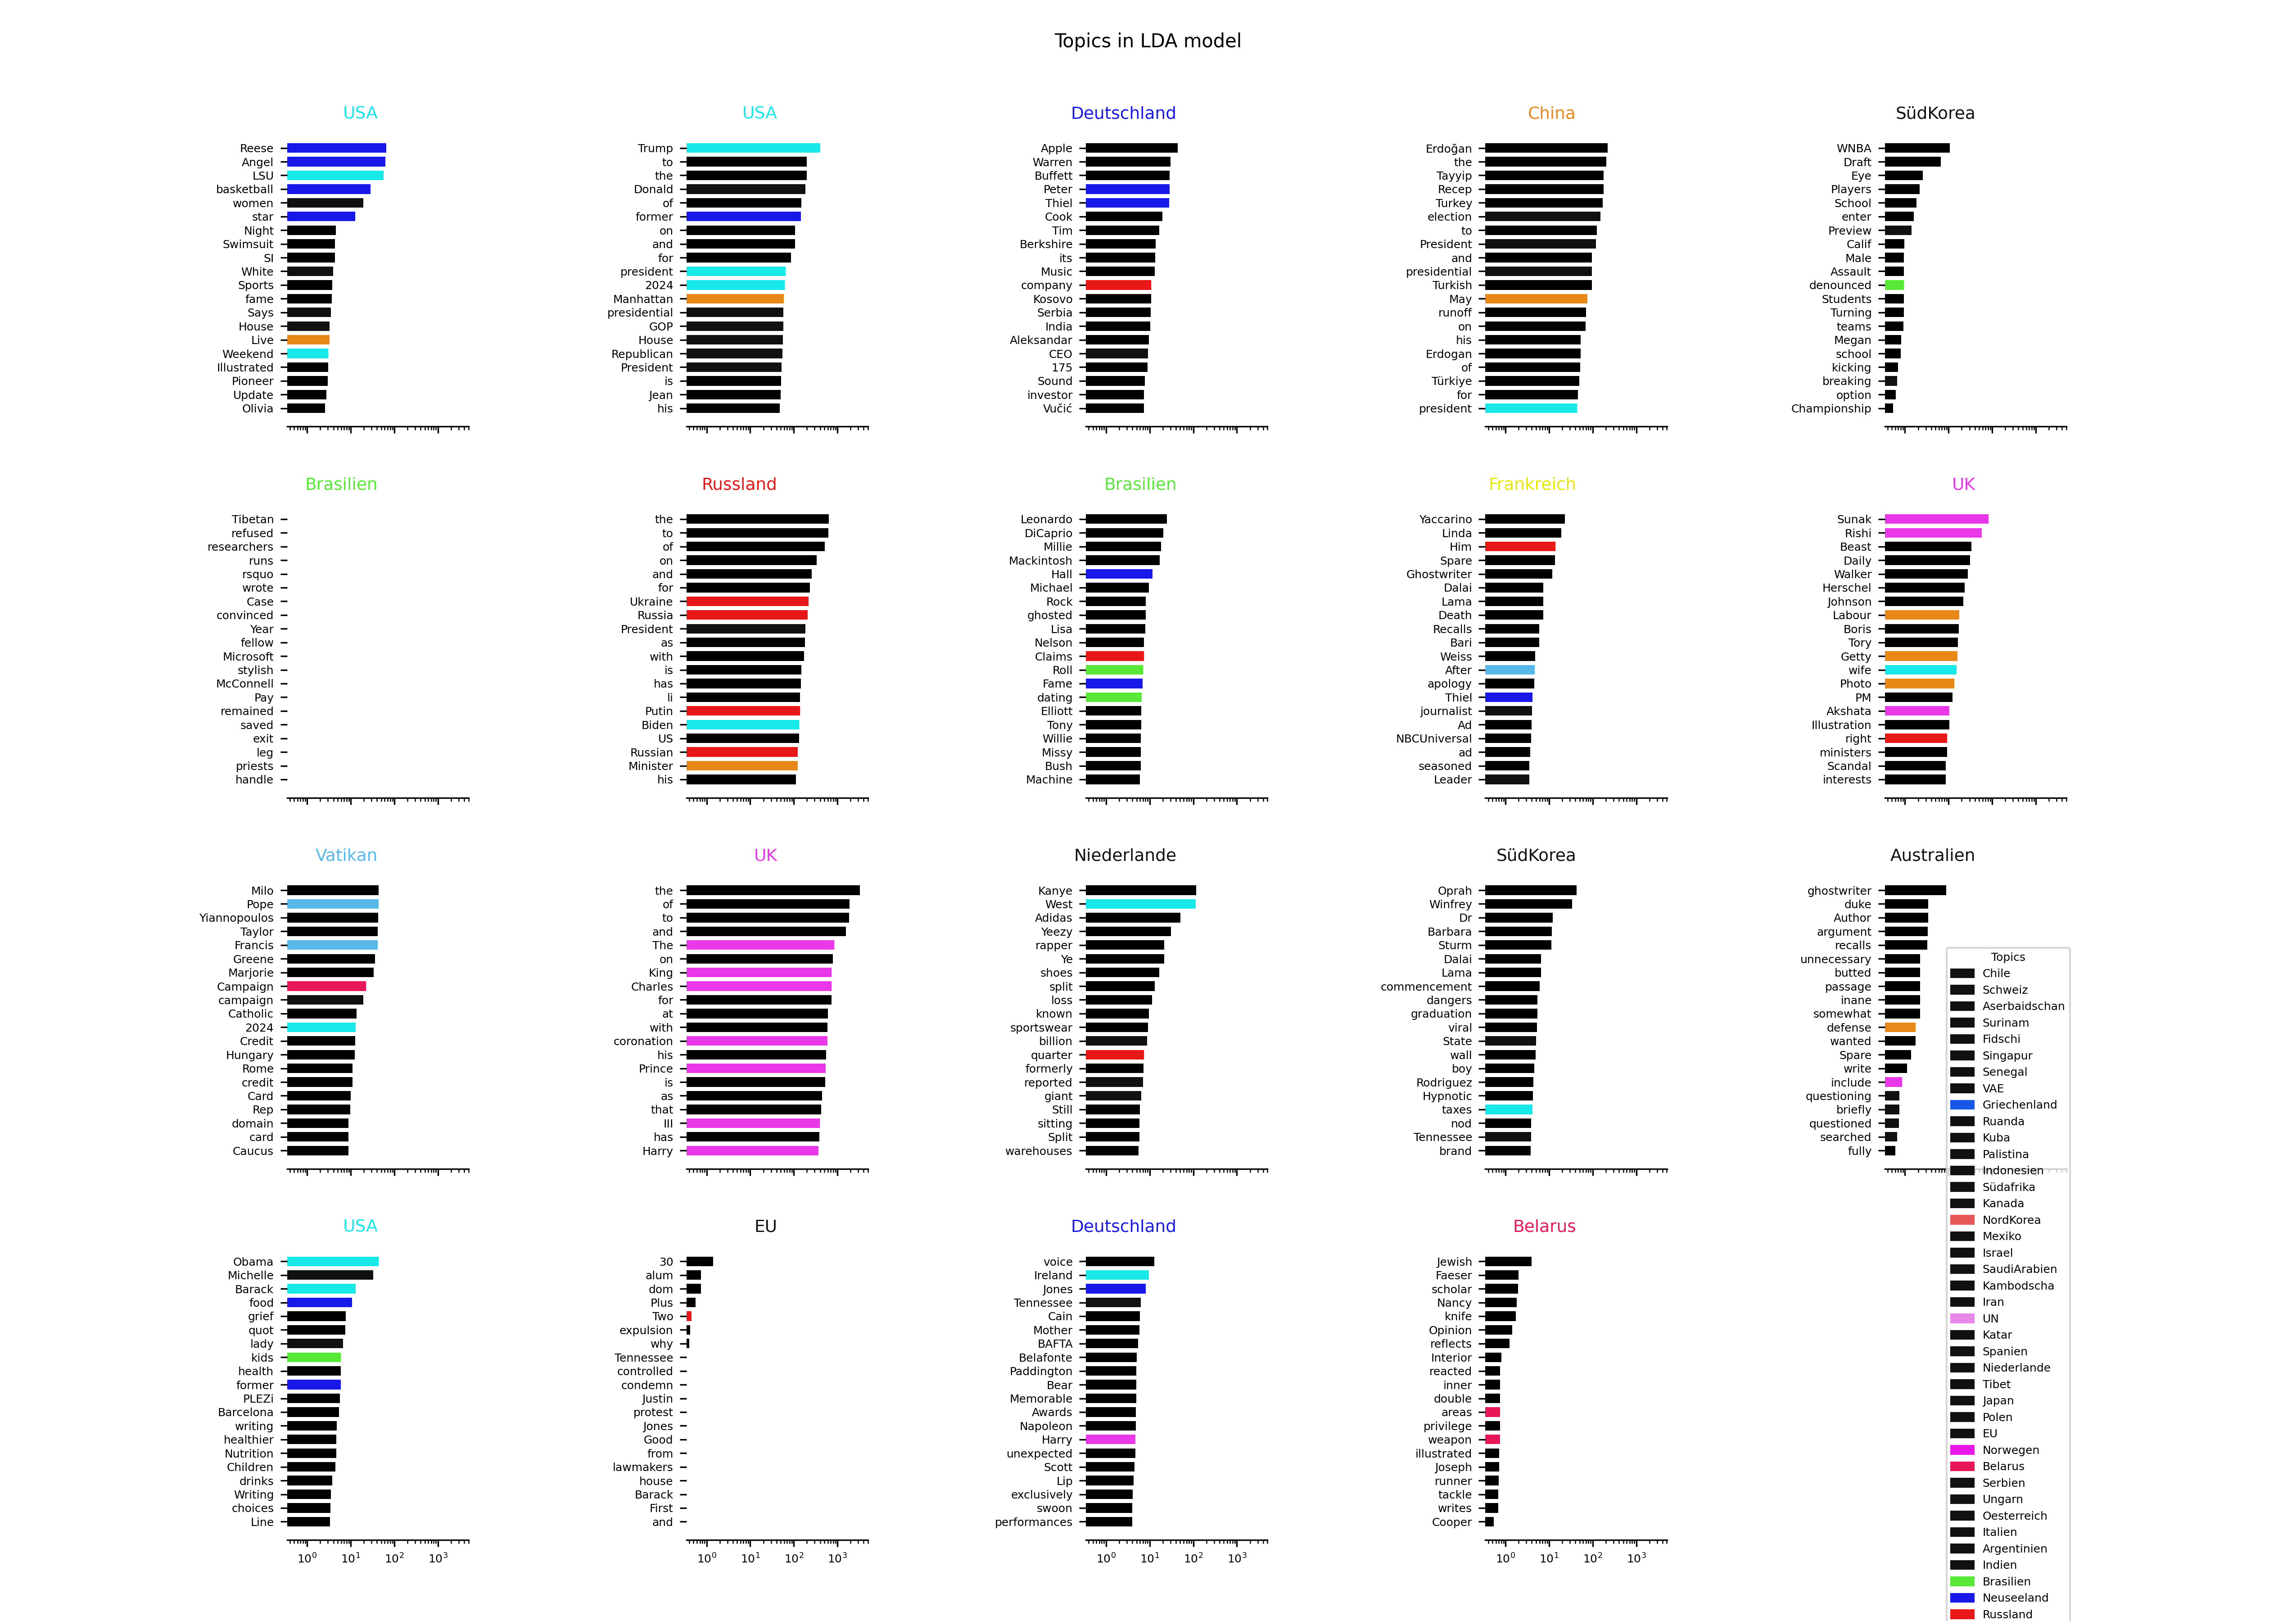 Topics in LDA model
USA
Reese
Angel
LSU
basketball
women
star
Night
Swimsuit
SI
White
Sports
fame
Says
House
Live
Weekend
Illustrated
Pioneer
Update
Olivia
USA
Trump
to
the
Donald
of
former
on
and
for
president
2024
Manhattan
presidential
GOP
House
Republican
President
is
Jean
his
Deutschland
Apple
Warren
Buffett
Peter
Thiel
Cook
Tim
Berkshire
its
Music
company
Kosovo
Serbia
India
Aleksandar
CEO
175
Sound
investor
Vučić
China
Erdoğan
the
Tayyip
Recep
Turkey
election
to
President
and
presidential
Turkish
May
runoff
on
his
Erdogan
of
Türkiye
for
president
SüdKorea
WNBA
Draft
Eye
Players
School
enter
Preview
Calif
Male
Assault
denounced
Students
Turning
teams
Megan
school
kicking
breaking
option
Championship
Brasilien
Tibetan
refused
researchers
runs
rsquo
wrote
Case
convinced
Year
fellow
Microsoft
stylish
McConnell
Pay
remained
saved
exit
leg
priests
handle
Russland
the
to
of
on
and
for
Ukraine
Russia
President
as
with
is
has
li
Putin
Biden
US
Russian
Minister
his
Brasilien
Leonardo
DiCaprio
Millie
Mackintosh
Hall
Michael
Rock
ghosted
Lisa
Nelson
Claims
Roll
Fame
dating
Elliott
Tony
Willie
Missy
Bush
Machine
Frankreich
Yaccarino
Linda
Him
Spare
Ghostwriter
Dalai
Lama
Death
Recalls
Bari
Weiss
After
apology
Thiel
journalist
Ad
NBCUniversal
ad
seasoned
Leader
UK
Sunak
Rishi
Beast
Daily
Walker
Herschel
Johnson
Labour
Boris
Tory
Getty
wife
Photo
PM
Akshata
Illustration
right
ministers
Scandal
interests
Vatikan
Milo
Pope
Yiannopoulos
Taylor
Francis
Greene
Marjorie
Campaign
campaign
Catholic
2024
Credit
Hungary
Rome
credit
Card
Rep
domain
card
Caucus
UK
the
of
to
and
The
on
King
Charles
for
at
with
coronation
his
Prince
is
as
that
III
has
Harry
Niederlande
Kanye
West
Adidas
Yeezy
rapper
Ye
shoes
split
loss
known
sportswear
billion
quarter
formerly
reported
giant
Still
sitting
Split
warehouses
SüdKorea
Oprah
Winfrey
Dr
Barbara
Sturm
Dalai
Lama
commencement
dangers
graduation
viral
State
wall
boy
Rodriguez
Hypnotic
taxes
nod
Tennessee
brand
Australien
ghostwriter
duke
Author
argument
recalls
unnecessary
butted
passage
inane
somewhat
defense
wanted
Spare
write
include
questioning
briefly
questioned
searched
fully
USA
Obama
Michelle
Barack
food
grief
quot
lady
kids
health
former
PLEZi
Barcelona
writing
healthier
Nutrition
Children
drinks
Writing
choices
Line
10⁰ 10¹ 10² 10³
EU
30
alum
dom
Plus
Two
expulsion
why
Tennessee
controlled
condemn
Justin
protest
Jones
Good
from
lawmakers
house
Barack
First
and
10⁰ 10¹ 10² 10³
Deutschland
voice
Ireland
Jones
Tennessee
Cain
Mother
BAFTA
Belafonte
Paddington
Bear
Memorable
Awards
Napoleon
Harry
unexpected
Scott
Lip
exclusively
swoon
performances
10⁰ 10¹ 10² 10³
Belarus
Jewish
Faeser
scholar
Nancy
knife
Opinion
reflects
Interior
reacted
inner
double
areas
privilege
weapon
illustrated
Joseph
runner
tackle
writes
Cooper
10⁰ 10¹ 10² 10³
Topics
Chile
Schweiz
Aserbaidschan
Surinam
Fidschi
Singapur
Senegal
VAE
Griechenland
Ruanda
Kuba
Palistina
Indonesien
Südafrika
Kanada
NordKorea
Mexiko
Israel
SaudiArabien
Kambodscha
Iran
UN
Katar
Spanien
Niederlande
Tibet
Japan
Polen
EU
Norwegen
Belarus
Serbien
Ungarn
Oesterreich
Italien
Argentinien
Indien
Brasilien
Neuseeland
Russland